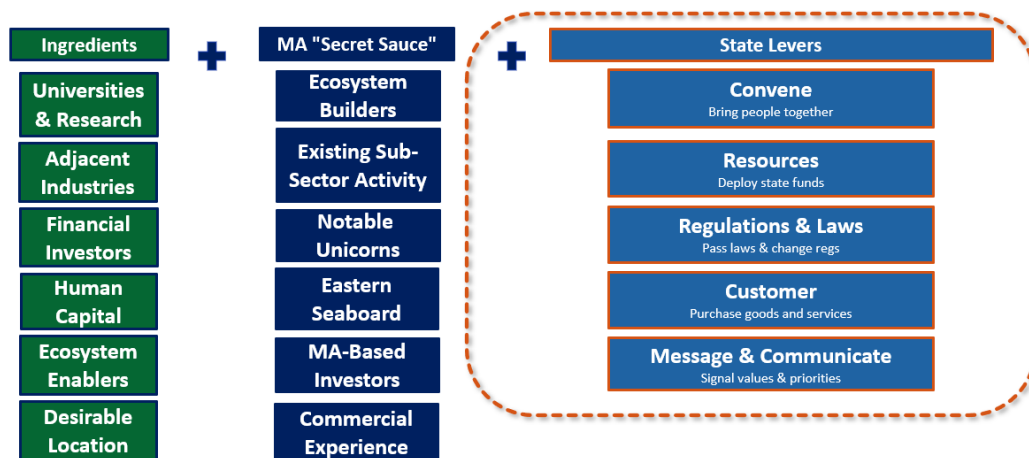 Ingredients
Universities
& Research
Adjacent
Industries
Financial
Investors
Human
Capital
Ecosystem
Enablers
Desirable
Location
MA "Secret Sauce"
Ecosystem
Builders
Existing Sub-
Sector Activity
Notable
Unicorns
Eastern
Seaboard
MA-Based
Investors
Commercial
Experience
State Levers
Convene
Bring people together
Resources
Deploy state funds
Regulations & Laws
Pass laws & change regs
Customer
Purchase goods and services
Message & Communicate
Signal values & priorities